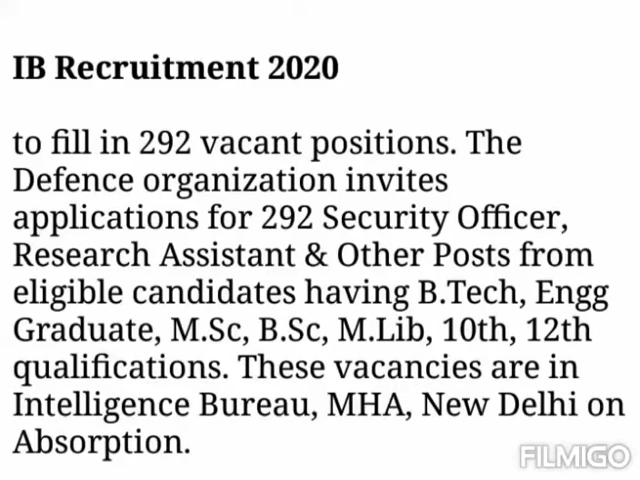 IB Recruitment 2020
to fill in 292 vacant positions. The
Defence organization invites
applications for 292 Security Officer,
Research Assistant & Other Posts from
eligible candidates having B.Tech, Engg
Graduate, M.Sc, B.Sc, M.Lib, 10th, 12th
qualifications. These vacancies are in
Intelligence Bureau, MHA, New Delhi on
Absorption.
FILMIGO